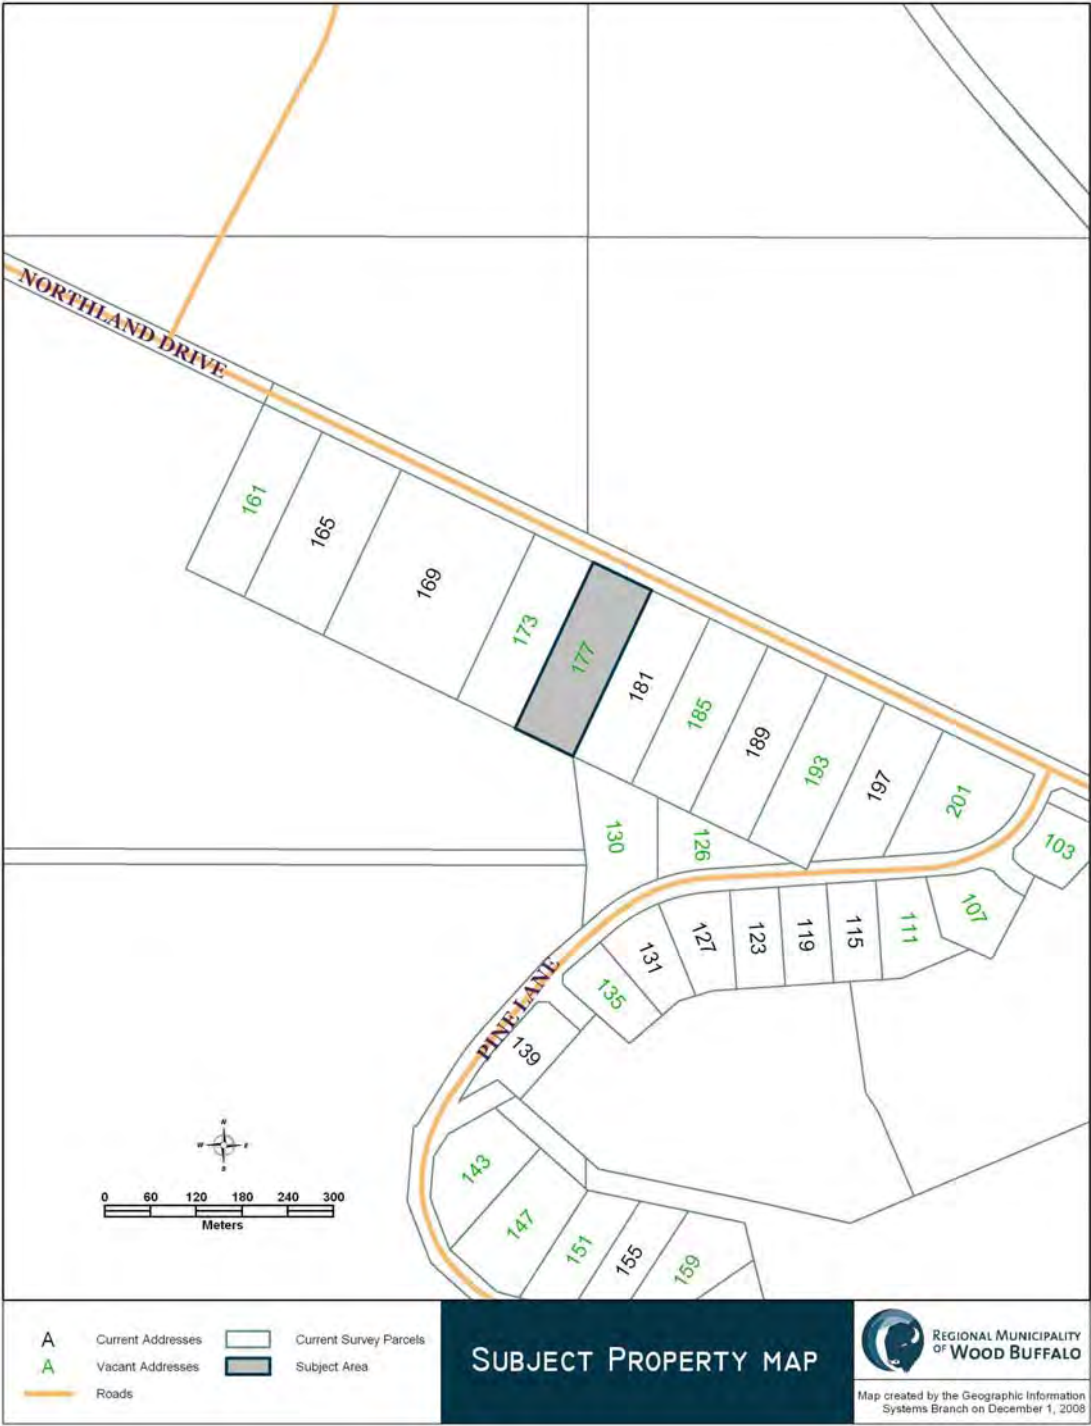 NORTHLAND DRIVE
161
165
169
173
177
181
185
189
193
197
201
130
126
103
107
111
115
119
123
127
131
135
PINE LANE
139
143
147
151
155
159
N
W E
S
0 60 120 180 240 300
Meters
A Current Addresses
A Vacant Addresses
Roads
Current Survey Parcels
Subject Area
SUBJECT PROPERTY MAP
REGIONAL MUNICIPALITY
OF WOOD BUFFALO
Map created by the Geographic Information
Systems Branch on December 1, 2008